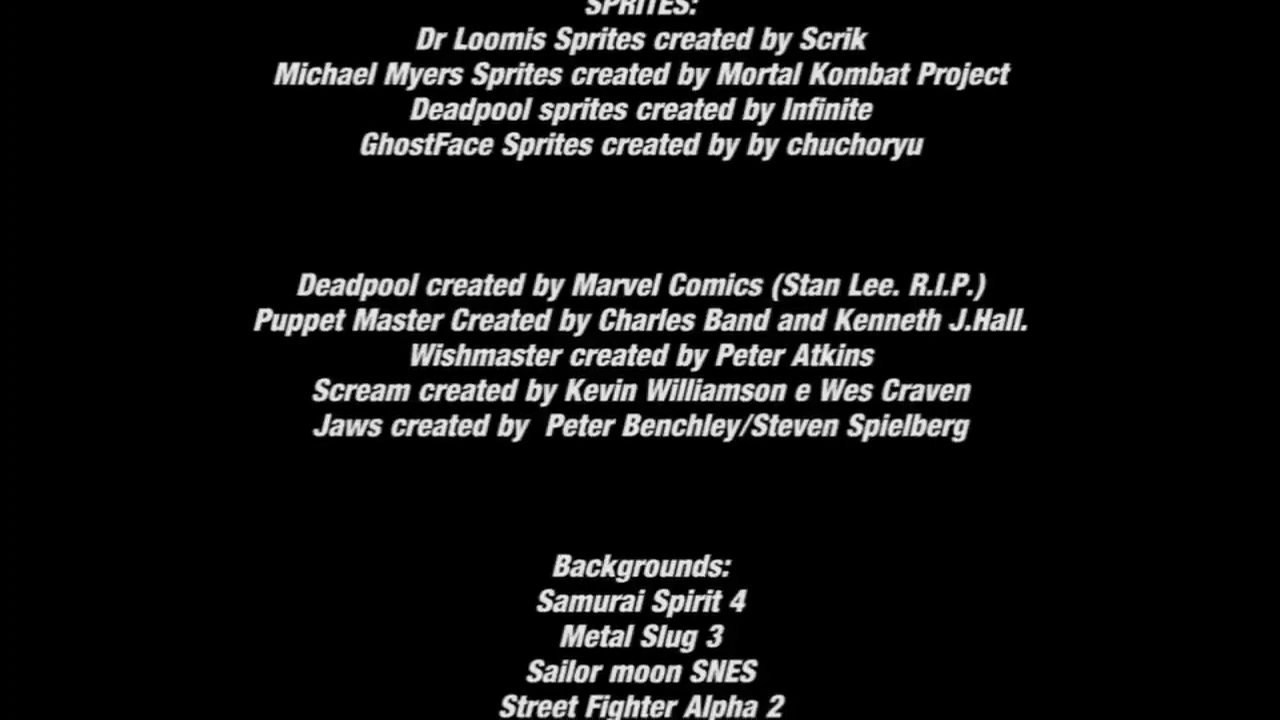 SPRITES:
Dr Loomis Sprites created by Scrik
Michael Myers Sprites created by Mortal Kombat Project
Deadpool sprites created by Infinite
GhostFace Sprites created by by chuchoryu
Deadpool created by Marvel Comics (Stan Lee. R.I.P.)
Puppet Master Created by Charles Band and Kenneth J.Hall.
Wishmaster created by Peter Atkins
Scream created by Kevin Williamson e Wes Craven
Jaws created by  Peter Benchley/Steven Spielberg
Backgrounds:
Samurai Spirit 4
Metal Slug 3
Sailor moon SNES
Street Fighter Alpha 2